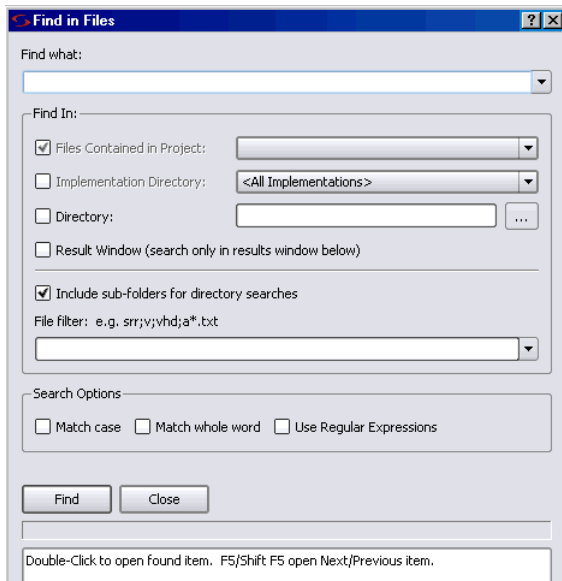 Find in Files
Find what:
Find In:
Files Contained in Project:
Implementation Directory: <All Implementations>
Directory: ...
Result Window (search only in results window below)
Include sub-folders for directory searches
File filter: e.g. srr;v;vhd;a*.txt
Search Options
Match case Match whole word Use Regular Expressions
Find Close
Double-Click to open found item. F5/Shift F5 open Next/Previous item.